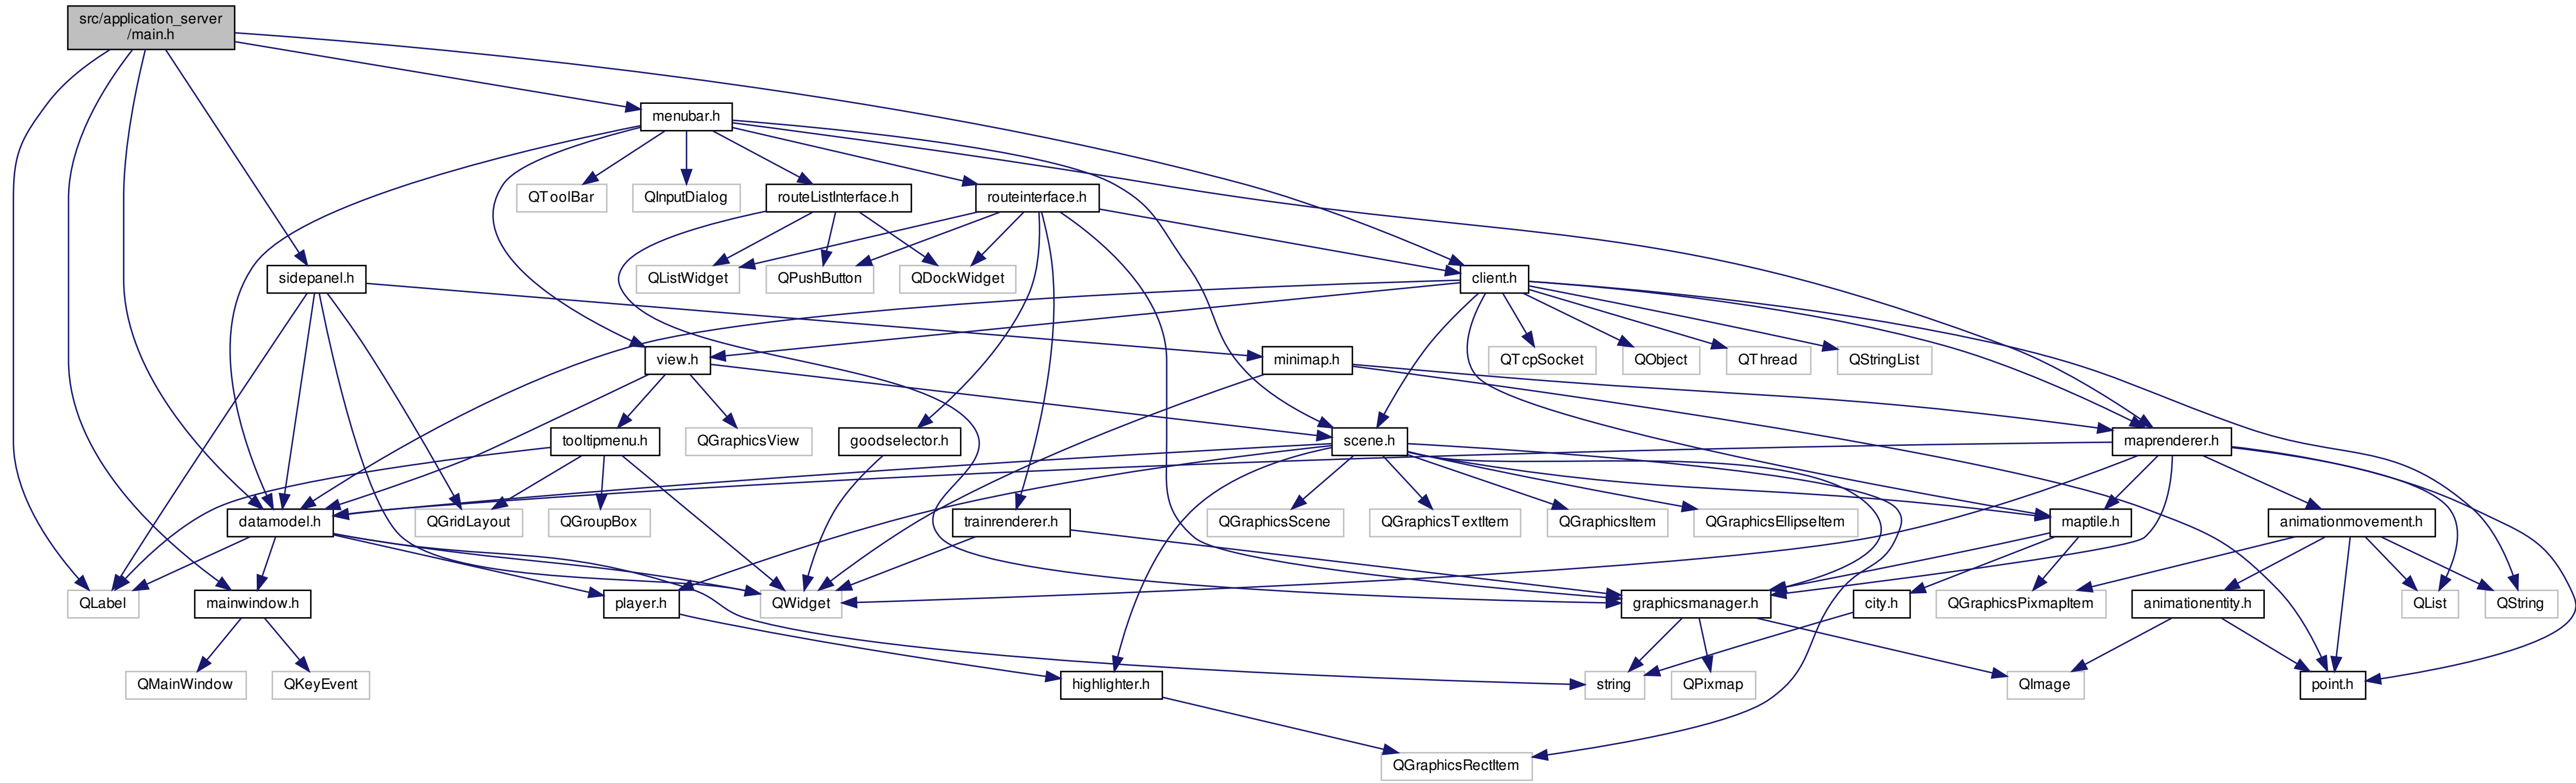 src/application_server
/main.h
menubar.h
QToolBar
QInputDialog
routeListInterface.h
routeinterface.h
sidepanel.h
QListWidget
QPushButton
QDockWidget
client.h
view.h
minimap.h
QTcpSocket
QObject
QThread
QStringList
tooltipmenu.h
QGraphicsView
goodselector.h
scene.h
maprenderer.h
datamodel.h
QGridLayout
QGroupBox
trainrenderer.h
QGraphicsScene
QGraphicsTextItem
QGraphicsItem
QGraphicsEllipseItem
maptile.h
animationmovement.h
QLabel
mainwindow.h
player.h
QWidget
graphicsmanager.h
city.h
QGraphicsPixmapItem
animationentity.h
QList
QString
QMainWindow
QKeyEvent
highlighter.h
string
QPixmap
QImage
point.h
QGraphicsRectItem